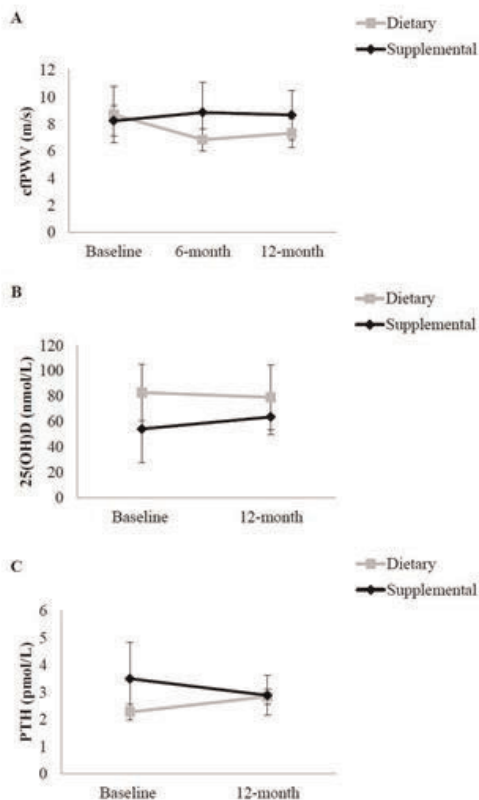 A
Dietary
Supplemental
cfPWV (m/s)
12
10
8
6
4
2
0
Baseline 6-month 12-month
B
Dietary
Supplemental
25(OH)D (nmol/L)
120
100
80
60
40
20
0
Baseline 12-month
C
Dietary
Supplemental
PTH (pmol/L)
6
5
4
3
2
1
0
Baseline 12-month